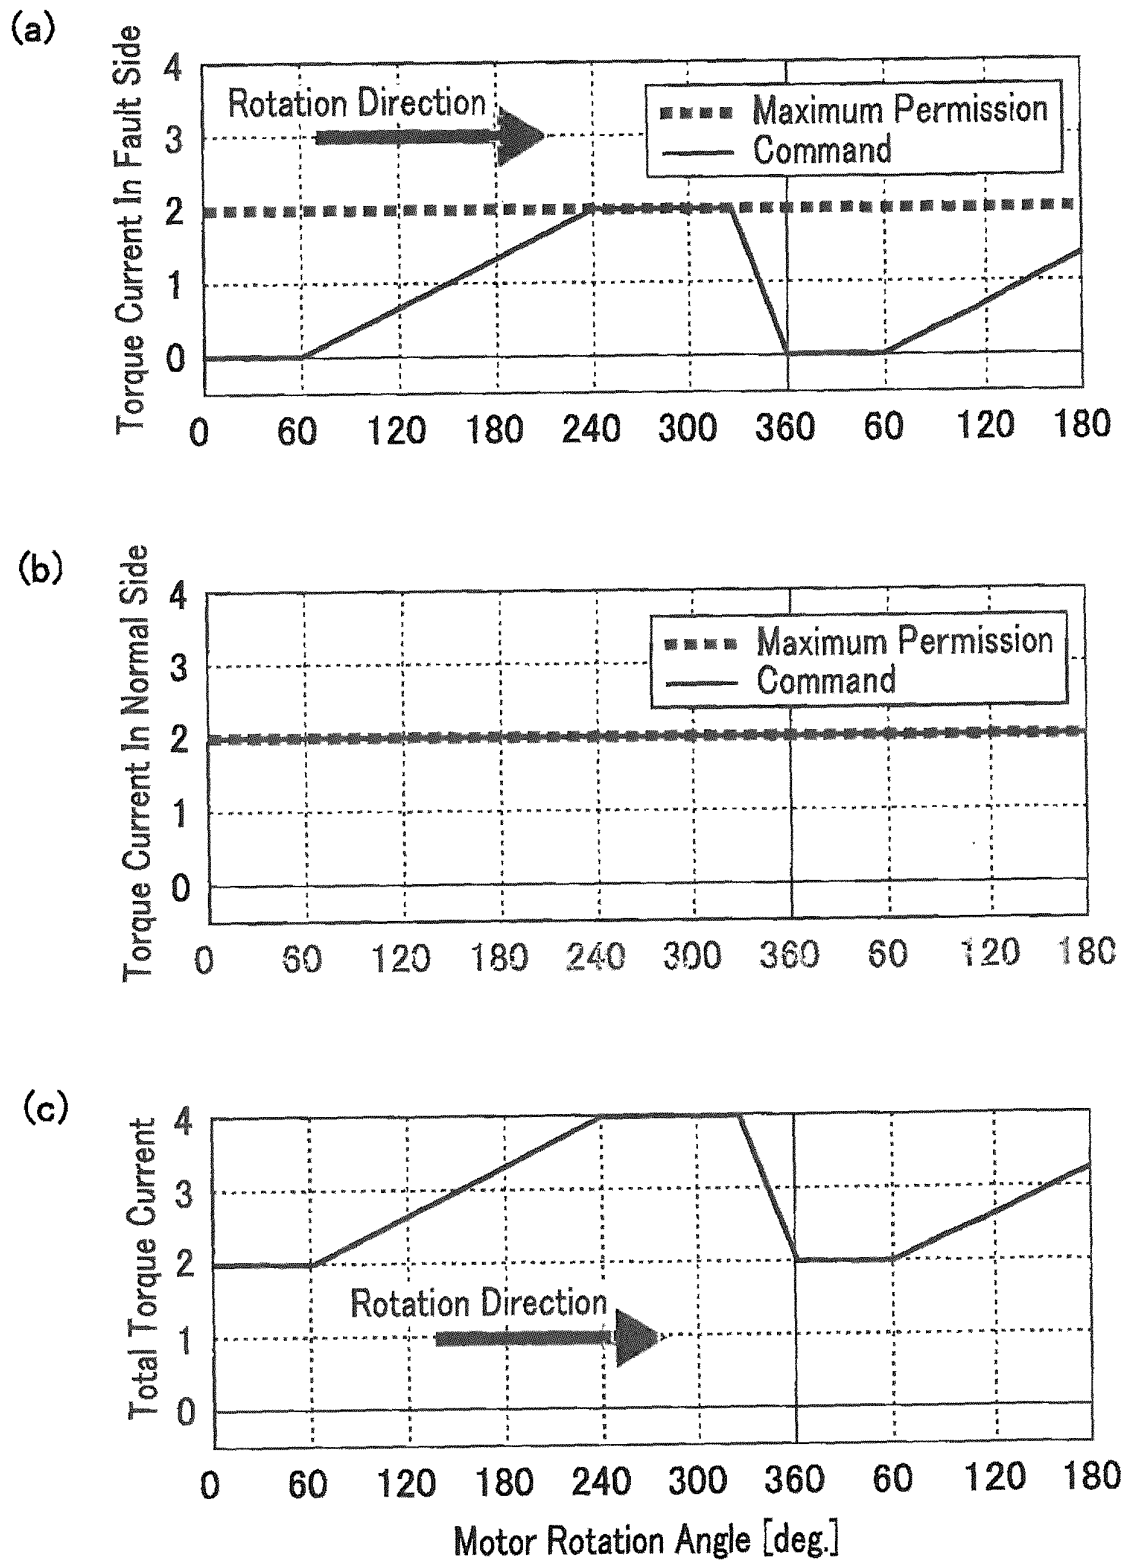 (a)
Torque Current In Fault Side
4
3
2
1
0
Rotation Direction
Maximum Permission
Command
0 60 120 180 240 300 360 60 120 180
(b)
Torque Current In Normal Side
4
3
2
1
0
Maximum Permission
Command
0 60 120 180 240 300 360 60 120 180
(c)
Total Torque Current
4
3
2
1
0
Rotation Direction
0 60 120 180 240 300 360 60 120 180
Motor Rotation Angle [deg.]